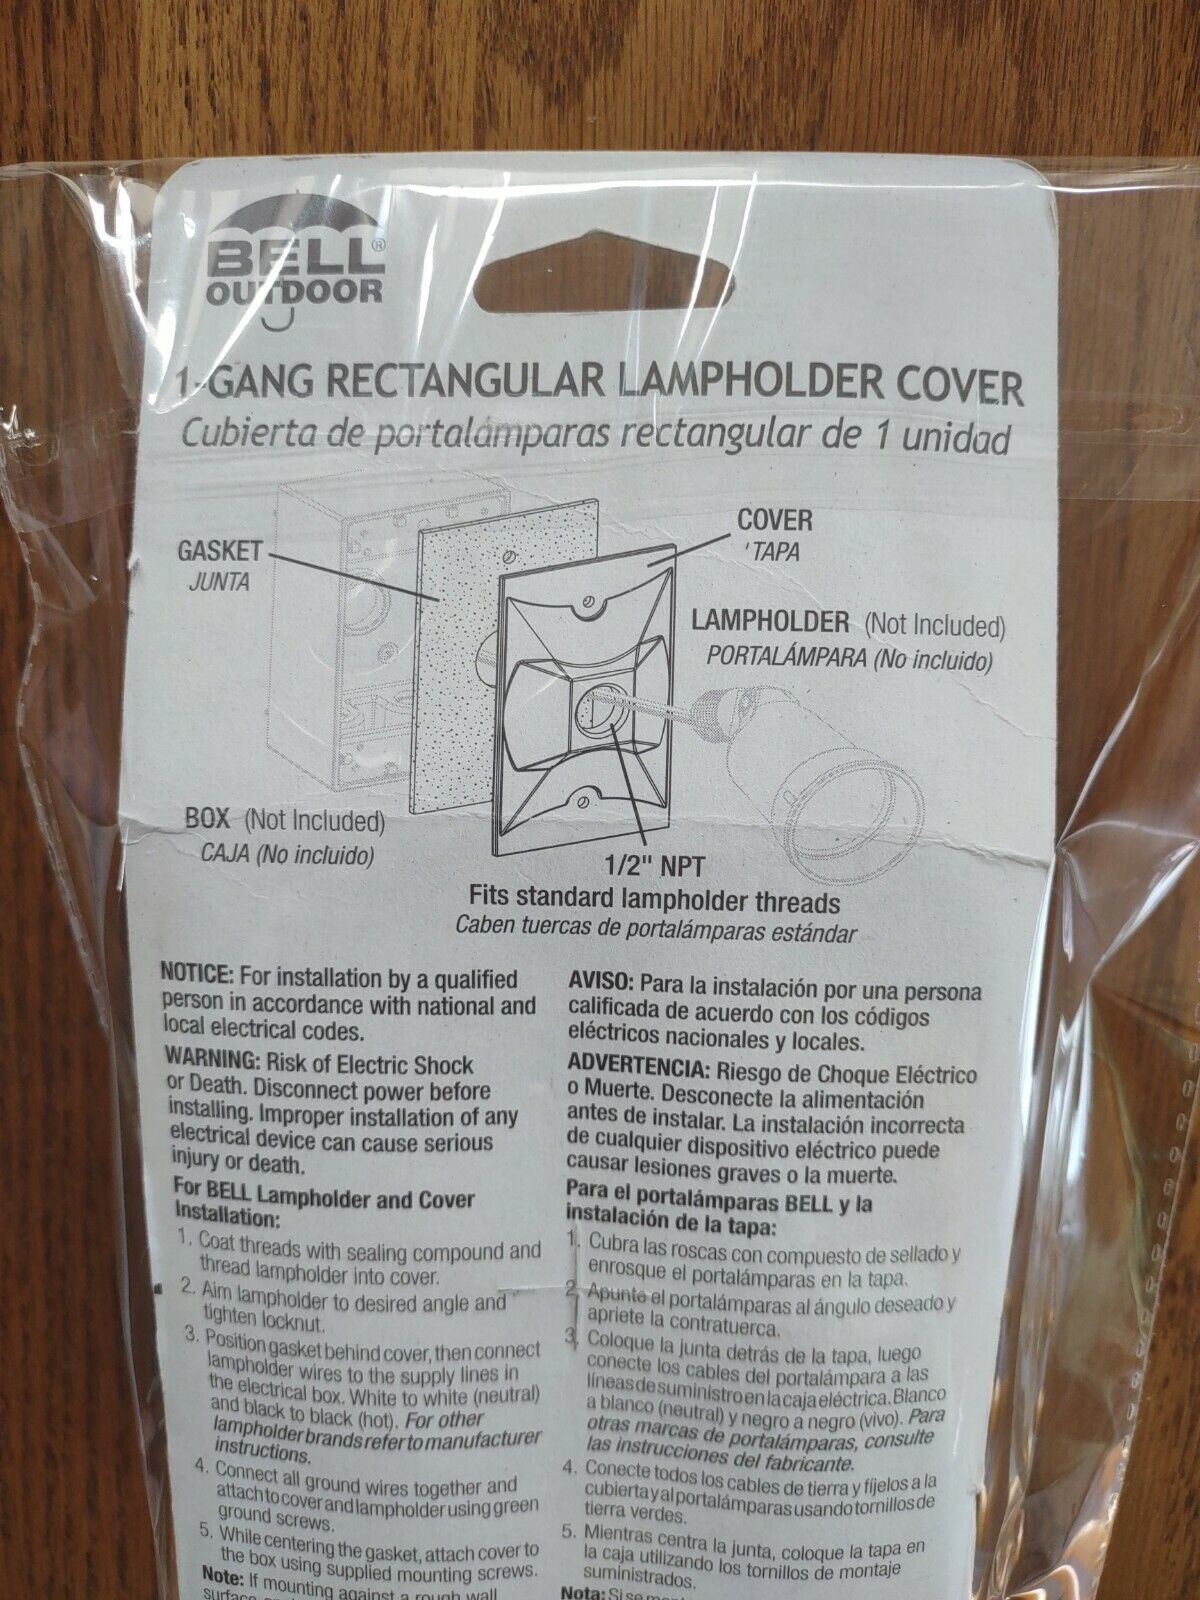 BELL®
OUTDOOR
1-GANG RECTANGULAR LAMPHOLDER COVER
Cubierta de portalámparas rectangular de 1 unidad
GASKET
JUNTA
COVER
TAPA
LAMPHOLDER (Not Included)
PORTALÁMPARA (No incluido)
BOX (Not Included)
CAJA (No incluido)
1/2" NPT
Fits standard lampholder threads
Caben tuercas de portalámparas estándar
NOTICE: For installation by a qualified
person in accordance with national and
local electrical codes.
WARNING: Risk of Electric Shock
or Death. Disconnect power before
installing. Improper installation of any
electrical device can cause serious
injury or death.
For BELL Lampholder and Cover
Installation:
1. Coat threads with sealing compound and
thread lampholder into cover.
2. Aim lampholder to desired angle and
tighten locknut.
3. Position gasket behind cover, then connect
lampholder wires to the supply lines in
the electrical box. White to white (neutral)
and black to black (hot). For other
lampholder brands refer to manufacturer
instructions.
4. Connect all ground wires together and
attach to cover and lampholder using green
ground screws.
5. While centering the gasket, attach cover to
the box using supplied mounting screws.
Note: If mounting against a rough wall
surface
AVISO: Para la instalación por una persona
calificada de acuerdo con los códigos
eléctricos nacionales y locales.
ADVERTENCIA: Riesgo de Choque Eléctrico
o Muerte. Desconecte la alimentación
antes de instalar. La instalación incorrecta
de cualquier dispositivo eléctrico puede
causar lesiones graves o la muerte.
Para el portalámparas BELL y la
instalación de la tapa:
1. Cubra las roscas con compuesto de sellado y
enrosque el portalámparas en la tapa.
2. Apunte el portalámparas al ángulo deseado y
apriete la contratuerca.
3. Coloque la junta detrás de la tapa, luego
conecte los cables del portalámpara a las
líneas de suministro en la caja eléctrica. Blanco
a blanco (neutral) y negro a negro (vivo). Para
otras marcas de portalámparas, consulte
las instrucciones del fabricante.
4. Conecte todos los cables de tierra y fíjelos a la
cubierta y al portalámparas usando tornillos de
tierra verdes.
5. Mientras centra la junta, coloque la tapa en
la caja utilizando los tornillos de montaje
suministrados.
Nota: Si se